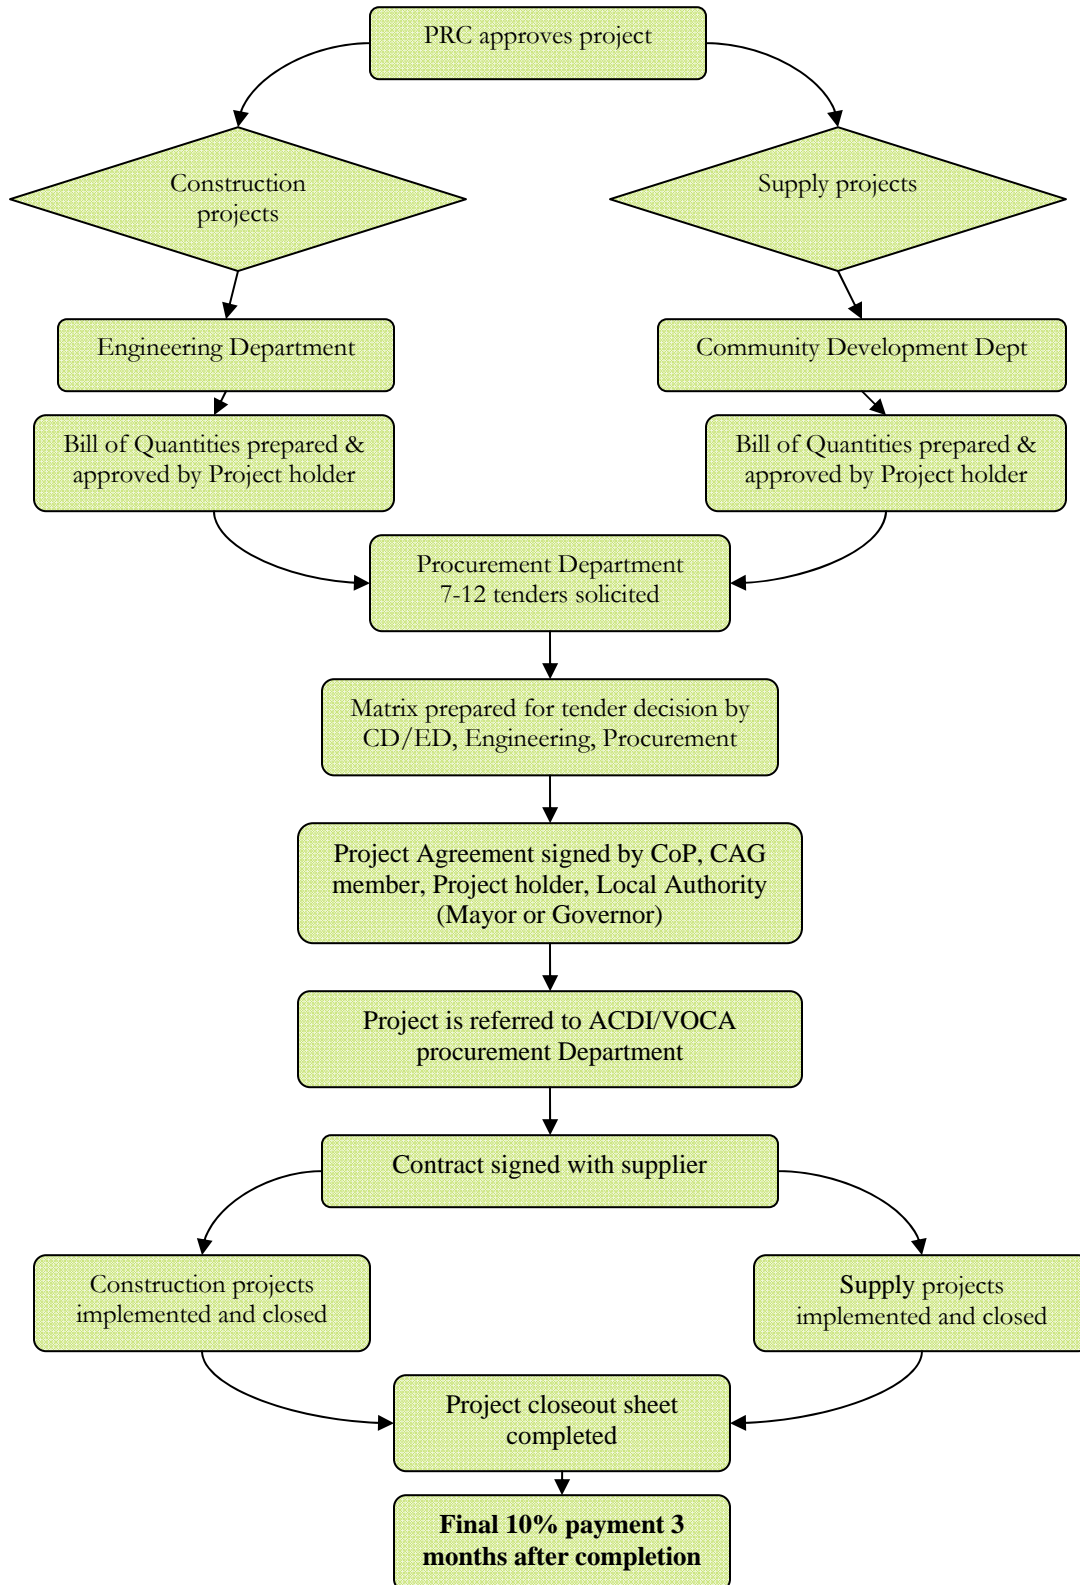 PRC approves project
Construction
projects
Supply projects
Engineering Department
Community Development Dept
Bill of Quantities prepared &
approved by Project holder
Bill of Quantities prepared &
approved by Project holder
Procurement Department
7-12 tenders solicited
Matrix prepared for tender decision by
CD/ED, Engineering, Procurement
Project Agreement signed by CoP, CAG
member, Project holder, Local Authority
(Mayor or Governor)
Project is referred to ACDI/VOCA
procurement Department
Contract signed with supplier
Construction projects
implemented and closed
Supply projects
implemented and closed
Project closeout sheet
completed
Final 10% payment 3
months after completion